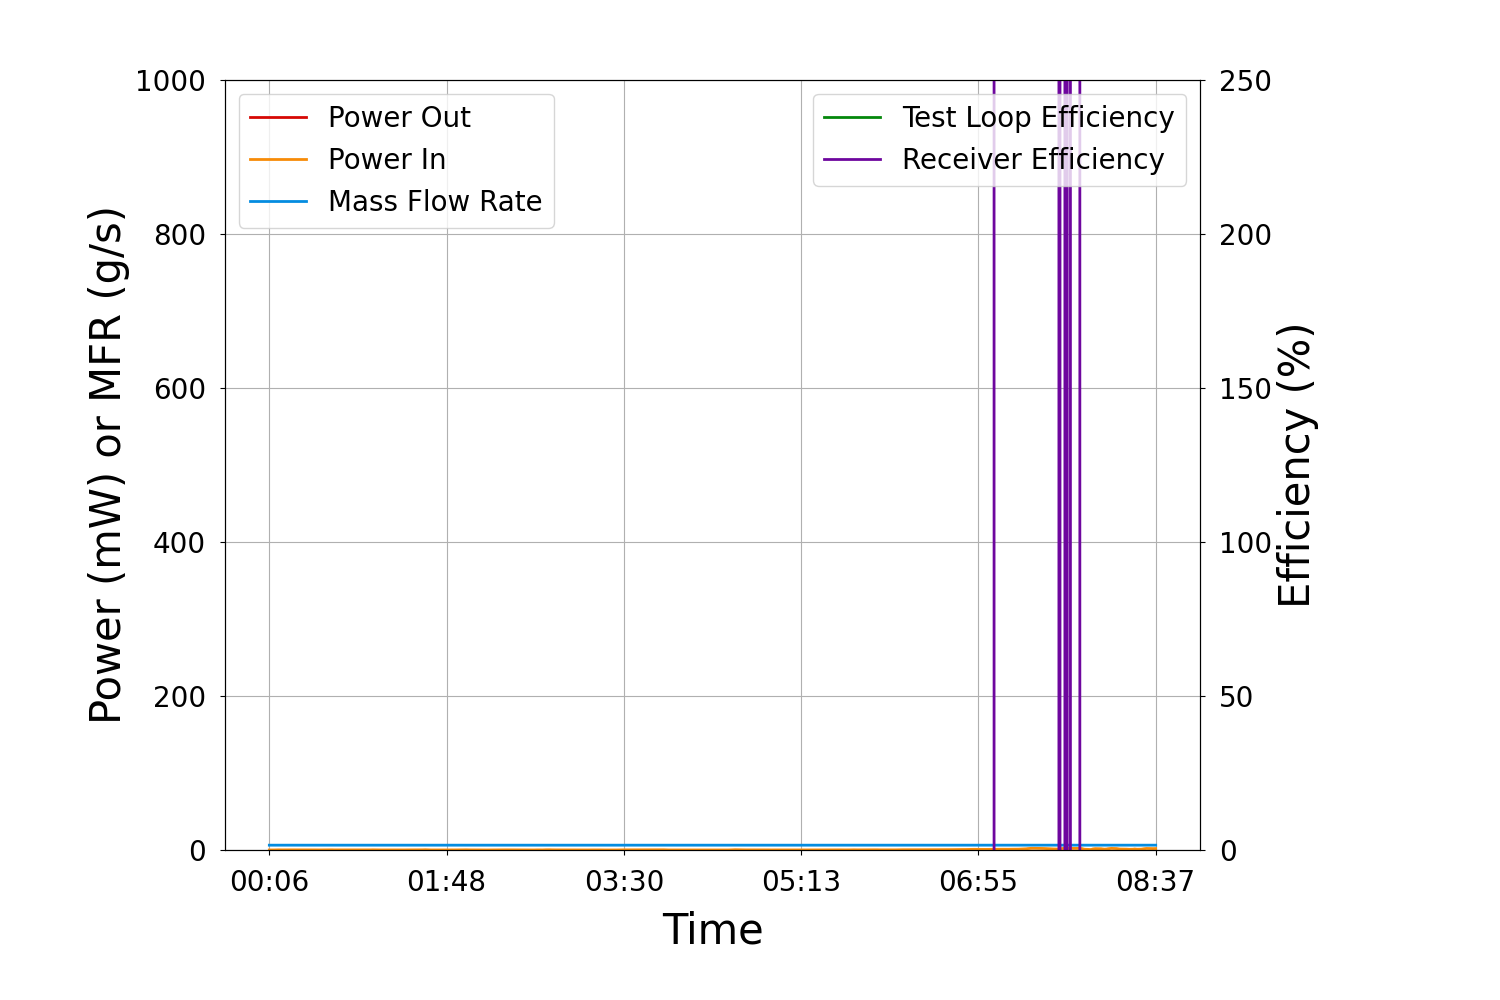 Power Out
Power In
Mass Flow Rate
Test Loop Efficiency
Receiver Efficiency
1000
800
600
400
200
0
Power (mW) or MFR (g/s)
250
200
150
100
50
0
Efficiency (%)
00:06 01:48 03:30 05:13 06:55 08:37
Time